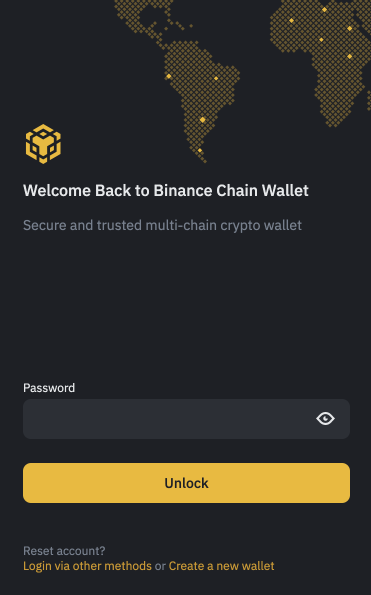 Welcome Back to Binance Chain Wallet
Secure and trusted multi-chain crypto wallet
Password
Unlock
Reset account?
Login via other methods or Create a new wallet